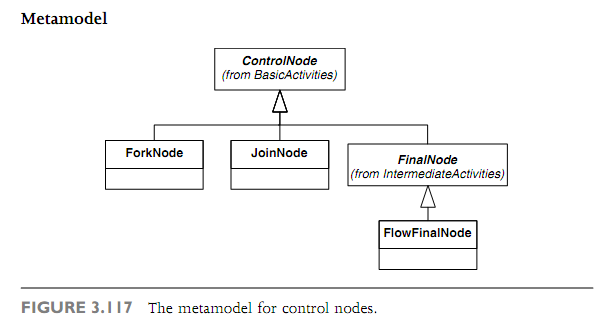 Metamodel
ControlNode
(from BasicActivities)
ForkNode
JoinNode
FinalNode
(from IntermediateActivities)
FlowFinalNode
FIGURE 3.117 The metamodel for control nodes.